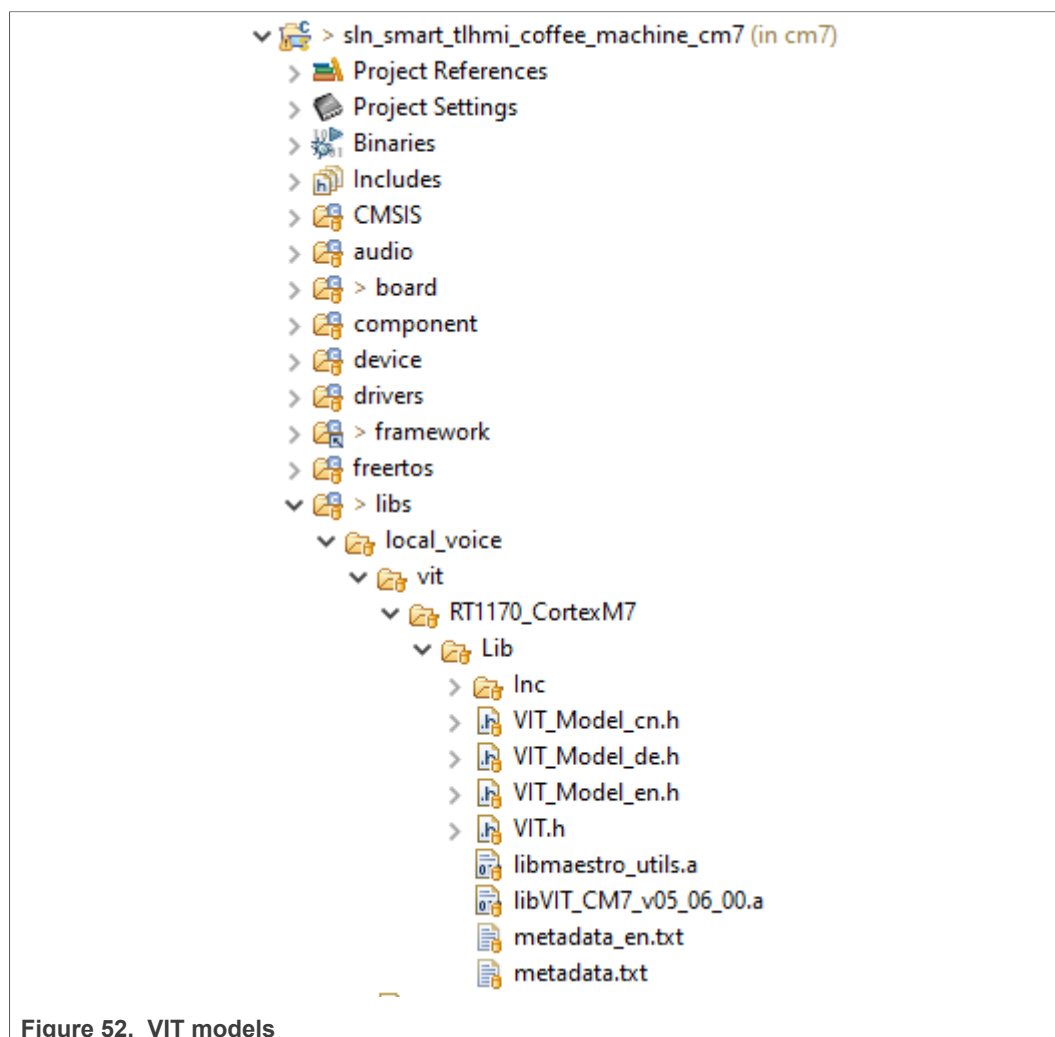 > sln_smart_tlhmi_coffee_machine_cm7 (in cm7)
Project References
Project Settings
Binaries
Includes
CMSIS
audio
> board
component
device
drivers
> framework
freertos
> libs
local_voice
vit
RT1170_CortexM7
Lib
Inc
VIT_Model_cn.h
VIT_Model_de.h
VIT_Model_en.h
VIT.h
libmaestro_utils.a
libVIT_CM7_v05_06_00.a
metadata_en.txt
metadata.txt
Figure 52. VIT models